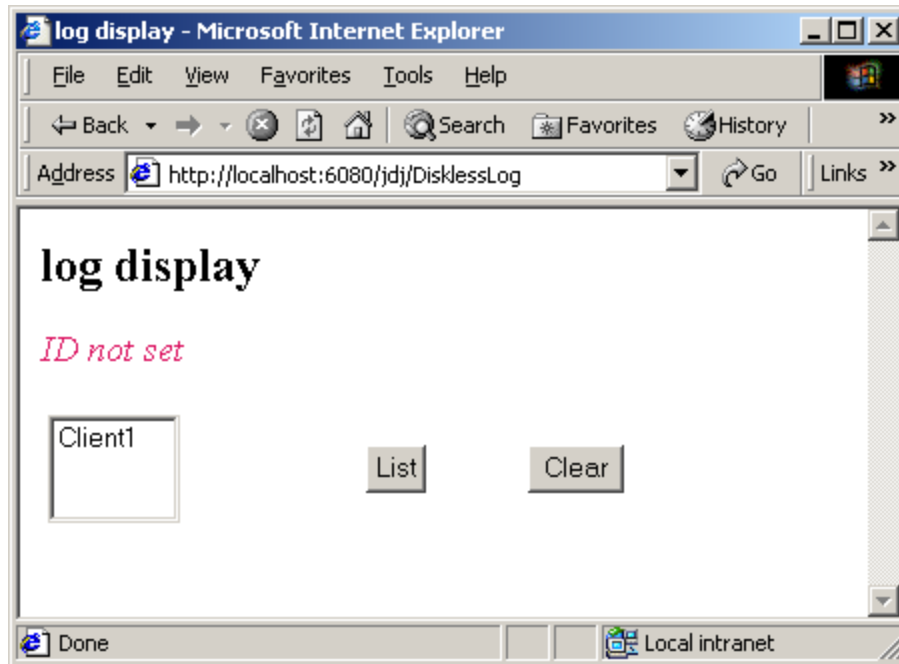 log display - Microsoft Internet Explorer
File Edit View Favorites Tools Help
Back Search Favorites History »
Address http://localhost:6080/jdj/DisklessLog Go Links »
log display
ID not set
Client1
List Clear
Done Local intranet